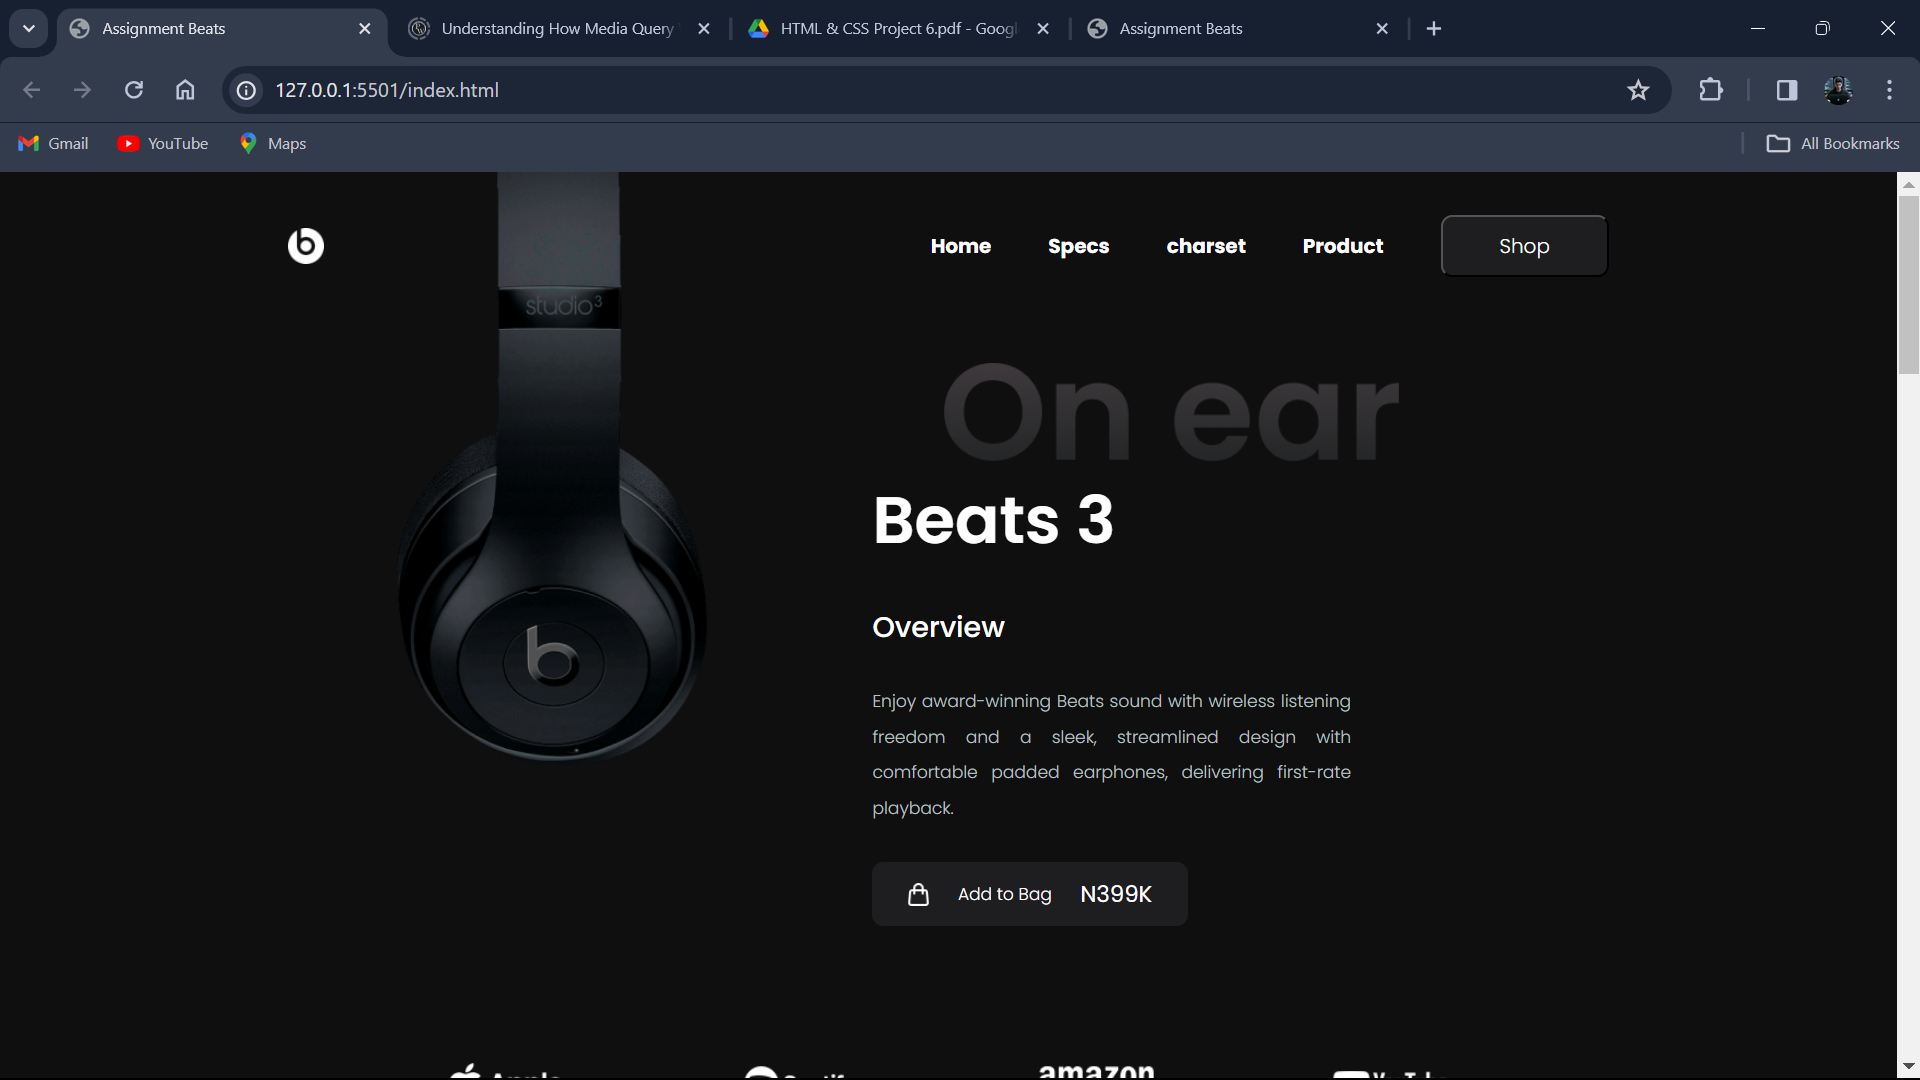 Assignment Beats
Understanding How Media Query
HTML & CSS Project 6.pdf - Goog
Assignment Beats
127.0.0.1:5501/index.html
Gmail
YouTube
Maps
All Bookmarks
b
Home
Specs
charset
Product
Shop
studio3
On ear
Beats 3
b
Overview
Enjoy award-winning Beats sound with wireless listening
freedom and a sleek, streamlined design with
comfortable padded earphones, delivering first-rate
playback.
Add to Bag N399K
amazon